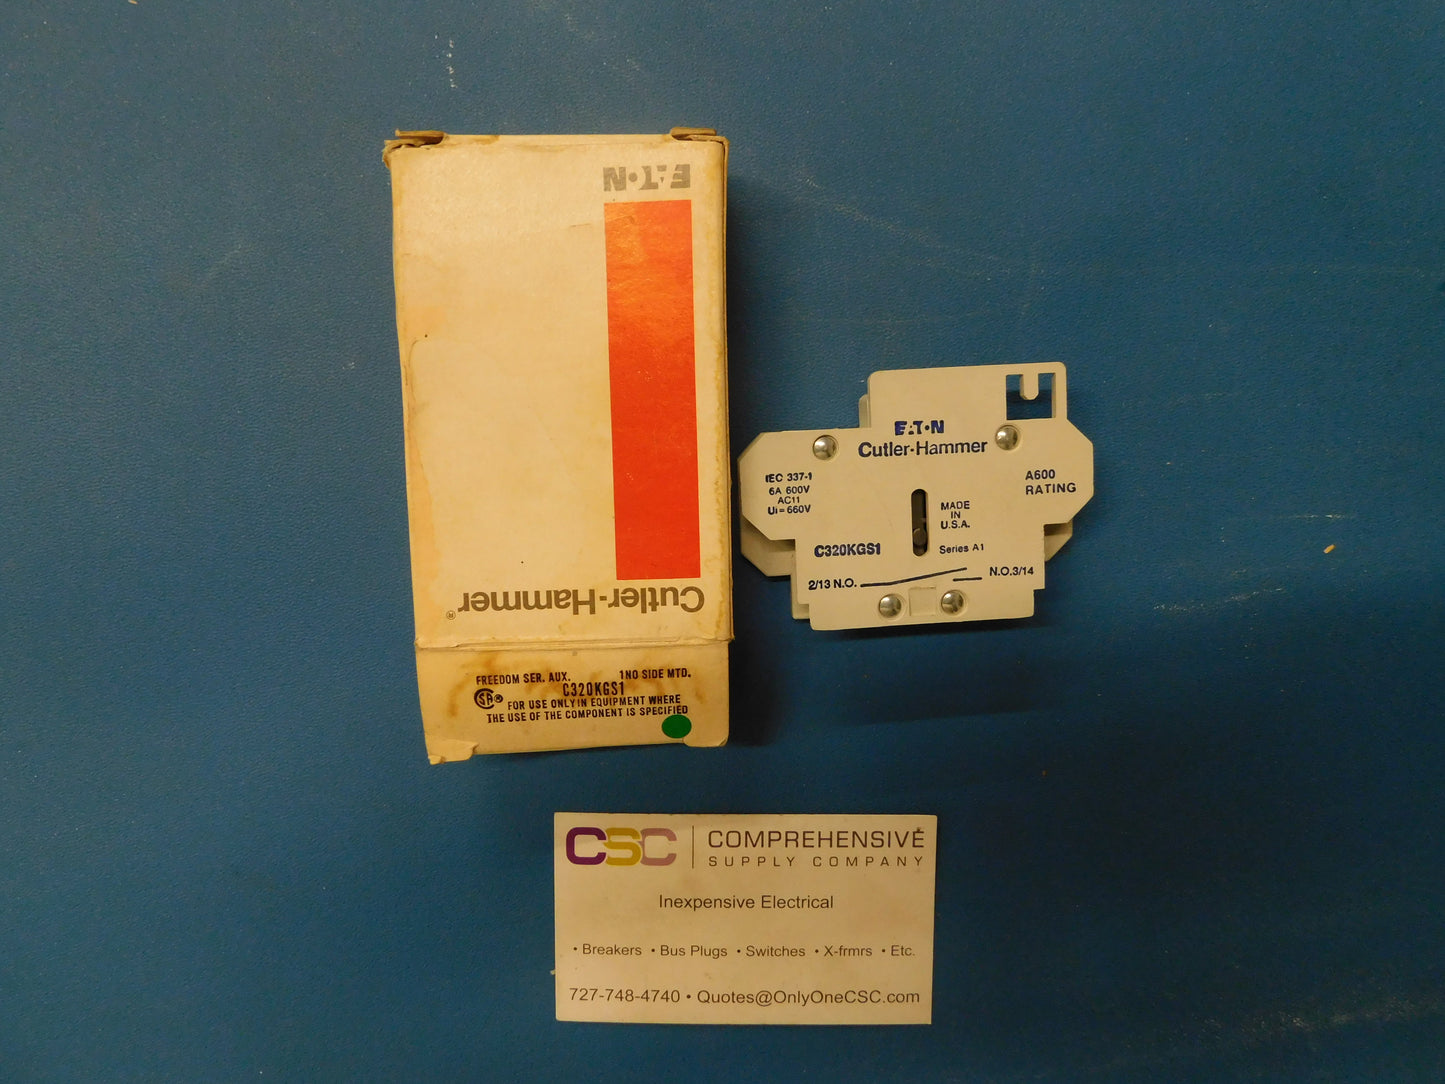 EATON
Cutler-Hammer®
FREEDOM SER. AUX. 1NO SIDE MTD.
C320KGS1
SA® FOR USE ONLY IN EQUIPMENT WHERE
THE USE OF THE COMPONENT IS SPECIFIED
EAT•N
Cutler-Hammer
IEC 337-1
6A 600V
AC11
Ui=660V
A600
RATING
MADE
IN
U.S.A.
C320KGS1
Series A1
2/13 N.O.
N.O.3/14
CSC
COMPREHENSIVE
SUPPLY COMPANY
Inexpensive Electrical
• Breakers • Bus Plugs • Switches • X-frmrs • Etc.
727-748-4740 • Quotes@OnlyOneCSC.com